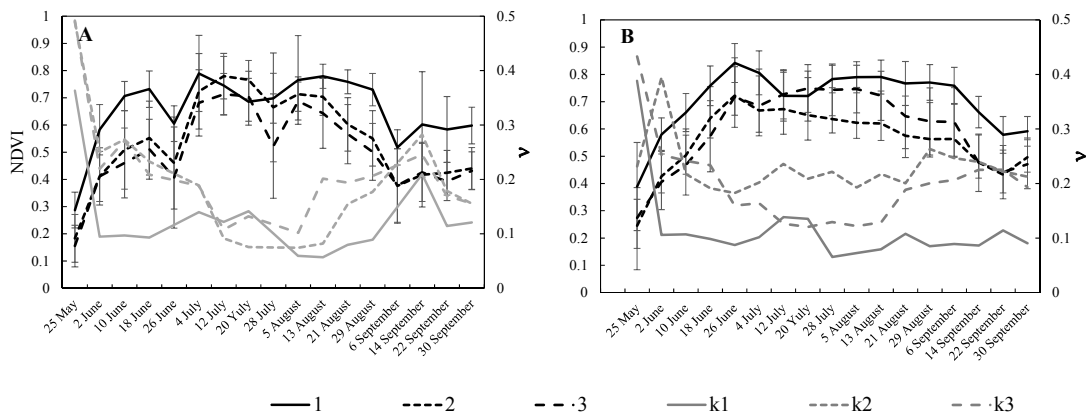 A
NDVI
1
0.9
0.8
0.7
0.6
0.5
0.4
0.3
0.2
0.1
0
0.5
0.4
0.3
0.2
0.1
0
ν
25 May
2 June
10 June
18 June
26 June
4 July
12 July
20 Yuly
28 July
5 August
13 August
21 August
29 August
6 September
14 September
22 September
30 September
B
1
0.9
0.8
0.7
0.6
0.5
0.4
0.3
0.2
0.1
0
0.5
0.4
0.3
0.2
0.1
0
ν
25 May
2 June
10 June
18 June
26 June
4 July
12 July
20 Yuly
28 July
5 August
13 August
21 August
29 August
6 September
14 September
22 September
30 September
1 2 3 k1 k2 k3